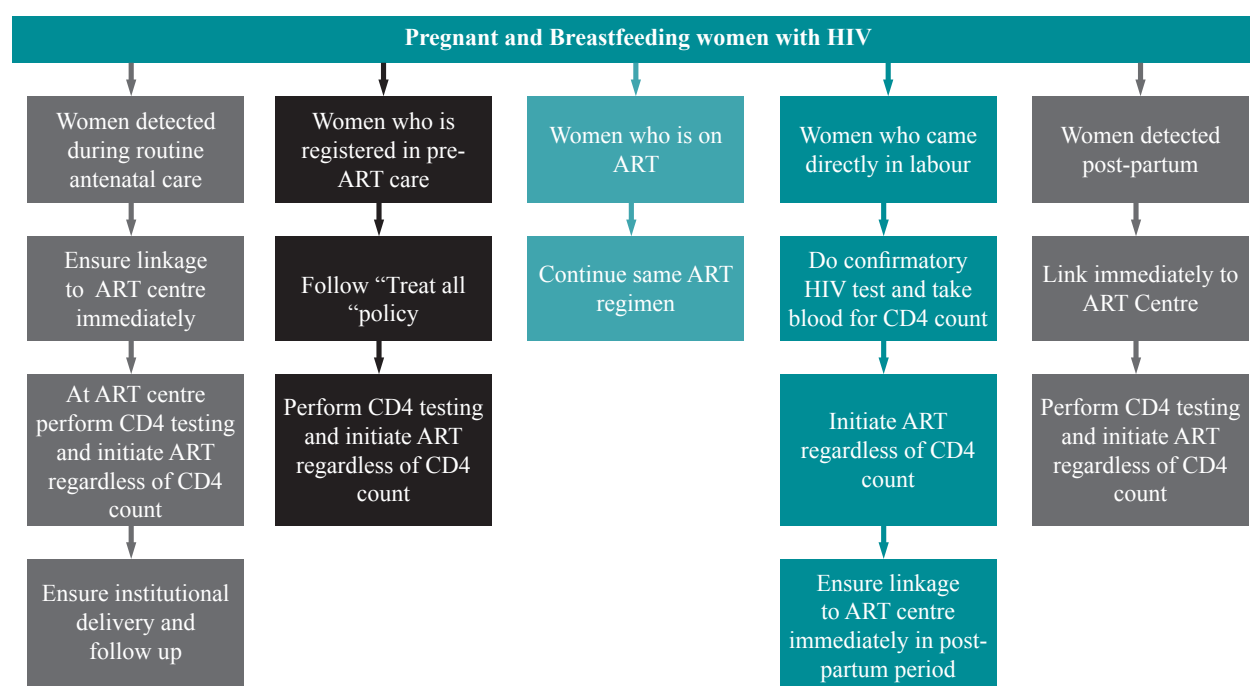 Pregnant and Breastfeeding women with HIV
Women detected
during routine
antenatal care
Ensure linkage
to ART centre
immediately
At ART centre
perform CD4 testing
and initiate ART
regardless of CD4
count
Ensure institutional
delivery and
follow up
Women who is
registered in pre-
ART care
Follow “Treat all
“policy
Perform CD4 testing
and initiate ART
regardless of CD4
count
Women who is on
ART
Continue same ART
regimen
Women who came
directly in labour
Do confirmatory
HIV test and take
blood for CD4 count
Initiate ART
regardless of CD4
count
Ensure linkage
to ART centre
immediately in post-
partum period
Women detected
post-partum
Link immediately to
ART Centre
Perform CD4 testing
and initiate ART
regardless of CD4
count